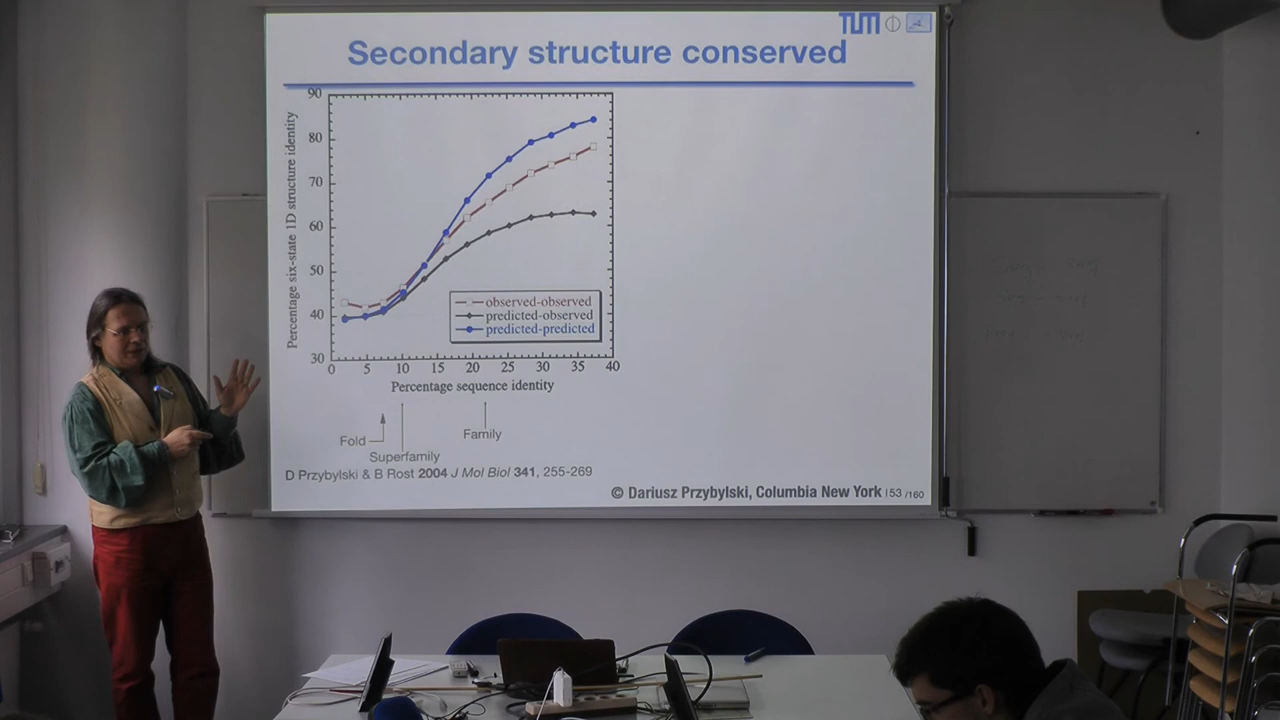 TUM
Secondary structure conserved
90
80
70
60
50
40
30
Percentage six-state 1D structure identity
observed-observed
predicted-observed
predicted-predicted
0 5 10 15 20 25 30 35 40
Percentage sequence identity
Fold
Superfamily
Family
D Przybylski & B Rost 2004 J Mol Biol 341, 255-269
© Dariusz Przybylski, Columbia New York 153 /160